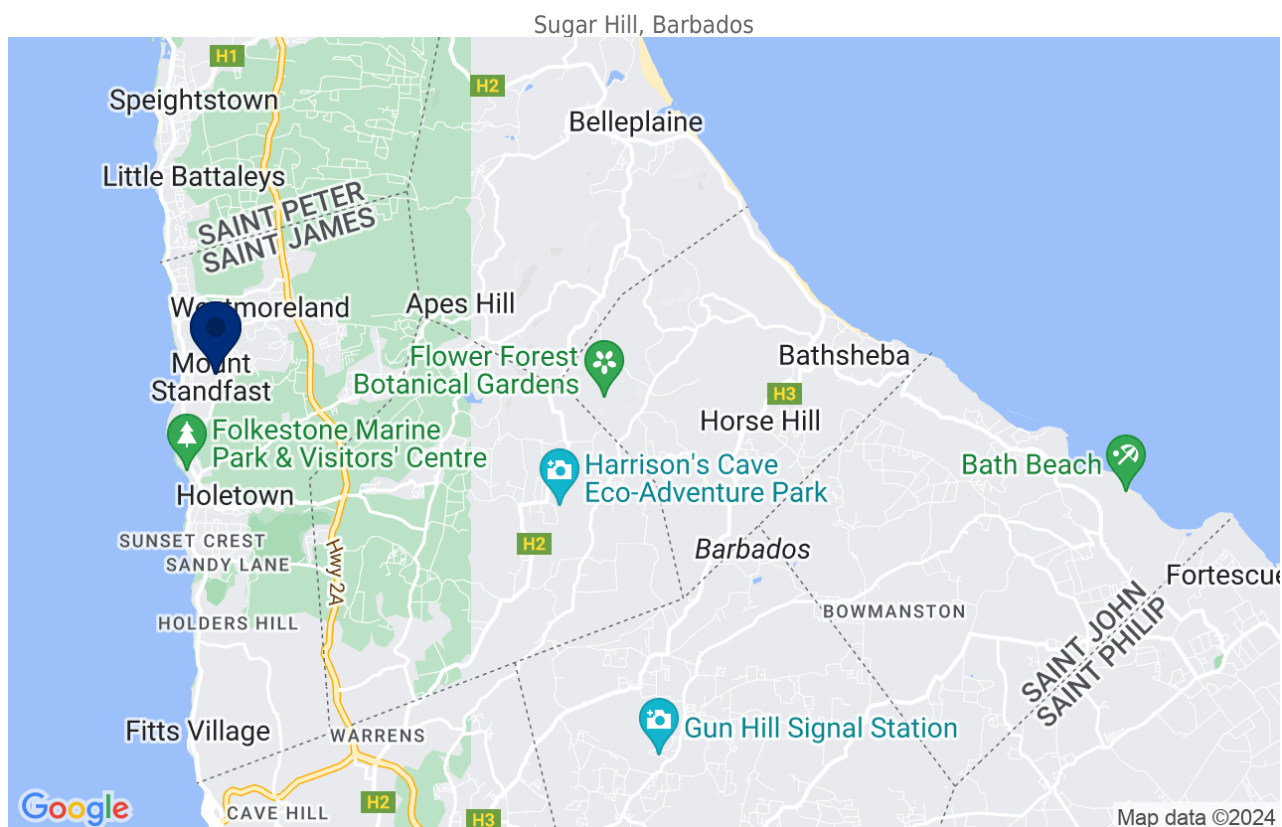 Sugar Hill, Barbados
H1
H2
Speightstown
Belleplaine
Little Battaleys
SAINT PETER
SAINT JAMES
Westmoreland
Apes Hill
Mount
Standfast
Flower Forest
Botanical Gardens
Bathsheba
H3
Horse Hill
Folkestone Marine
Park & Visitors' Centre
Harrison's Cave
Eco-Adventure Park
Bath Beach
Holetown
SUNSET CREST
SANDY LANE
H2
Barbados
Hwy 2A
Fortescue
HOLDERS HILL
BOWMANSTON
SAINT JOHN
SAINT PHILIP
Fitts Village
WARRENS
Gun Hill Signal Station
Google
CAVE HILL
H2
H3
Map data ©2024